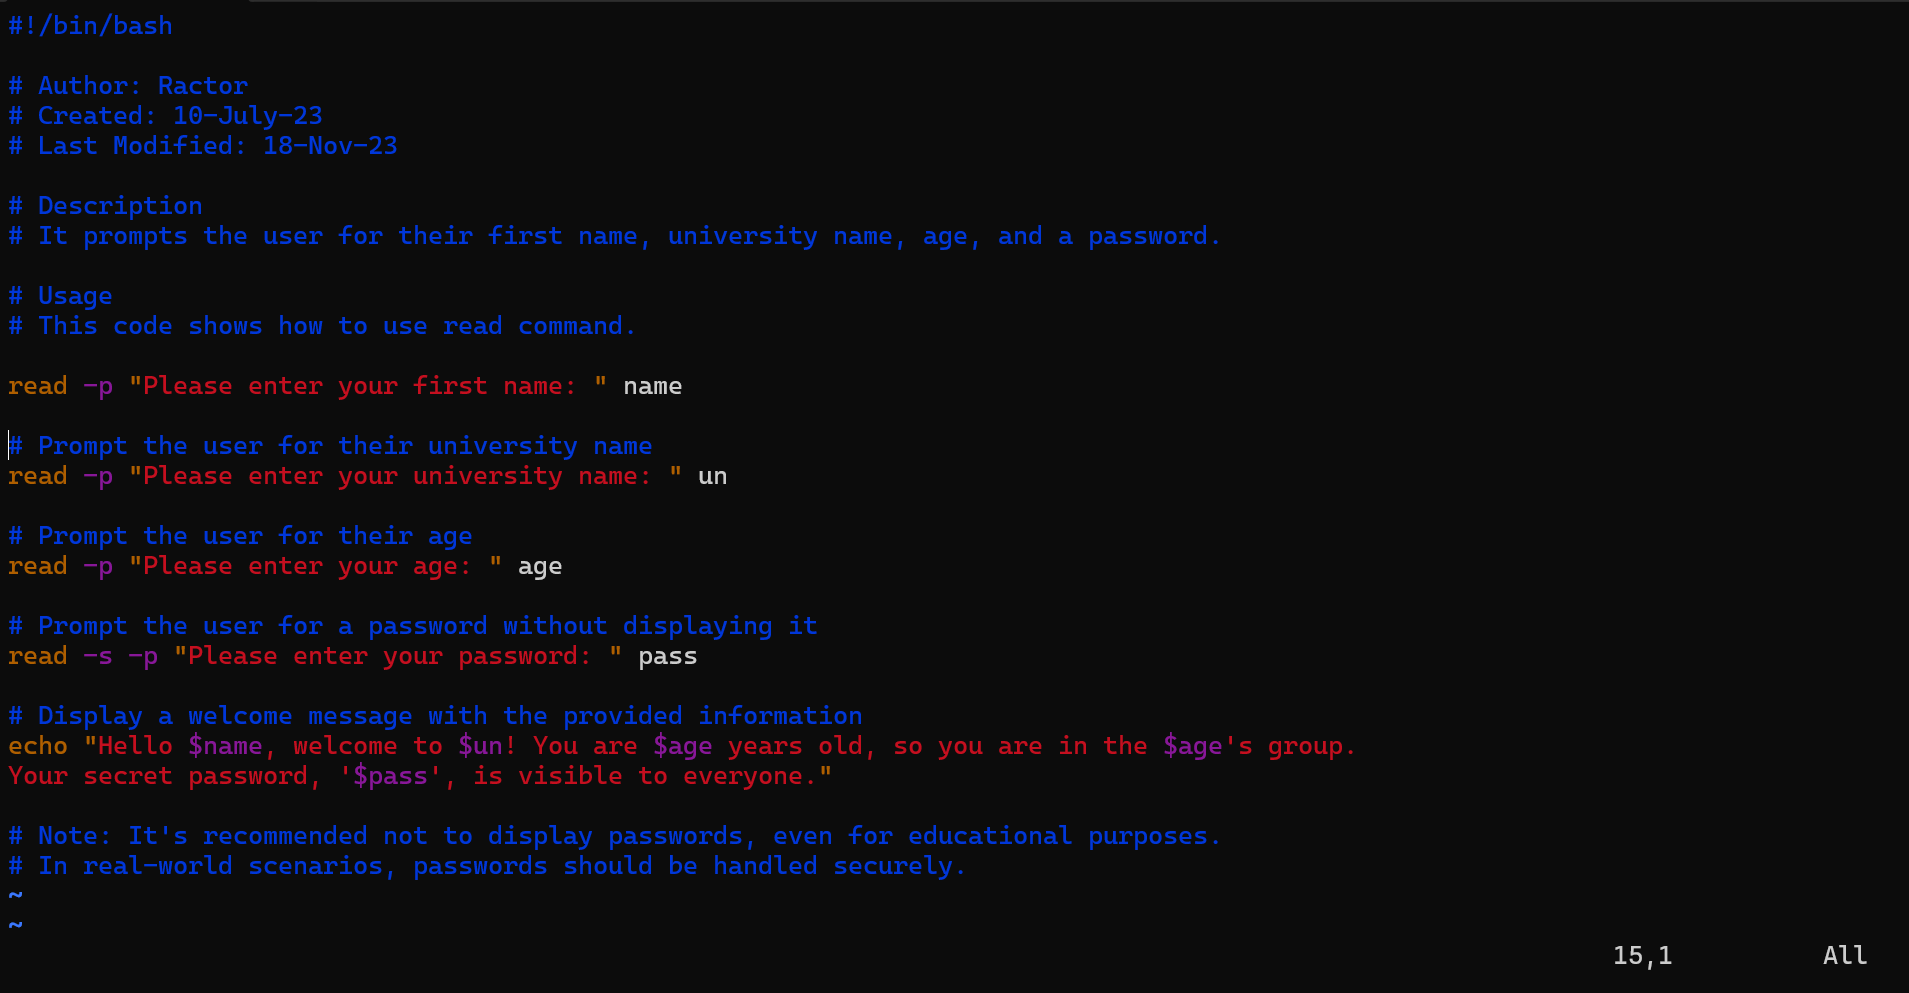 #!/bin/bash
# Author: Ractor
# Created: 10-July-23
# Last Modified: 18-Nov-23
# Description
# It prompts the user for their first name, university name, age, and a password.
# Usage
# This code shows how to use read command.
read -p "Please enter your first name: " name
# Prompt the user for their university name
read -p "Please enter your university name: " un
# Prompt the user for their age
read -p "Please enter your age: " age
# Prompt the user for a password without displaying it
read -s -p "Please enter your password: " pass
# Display a welcome message with the provided information
echo "Hello $name, welcome to $un! You are $age years old, so you are in the $age's group.
Your secret password, '$pass', is visible to everyone."
# Note: It's recommended not to display passwords, even for educational purposes.
# In real-world scenarios, passwords should be handled securely.
~
~
15,1 All